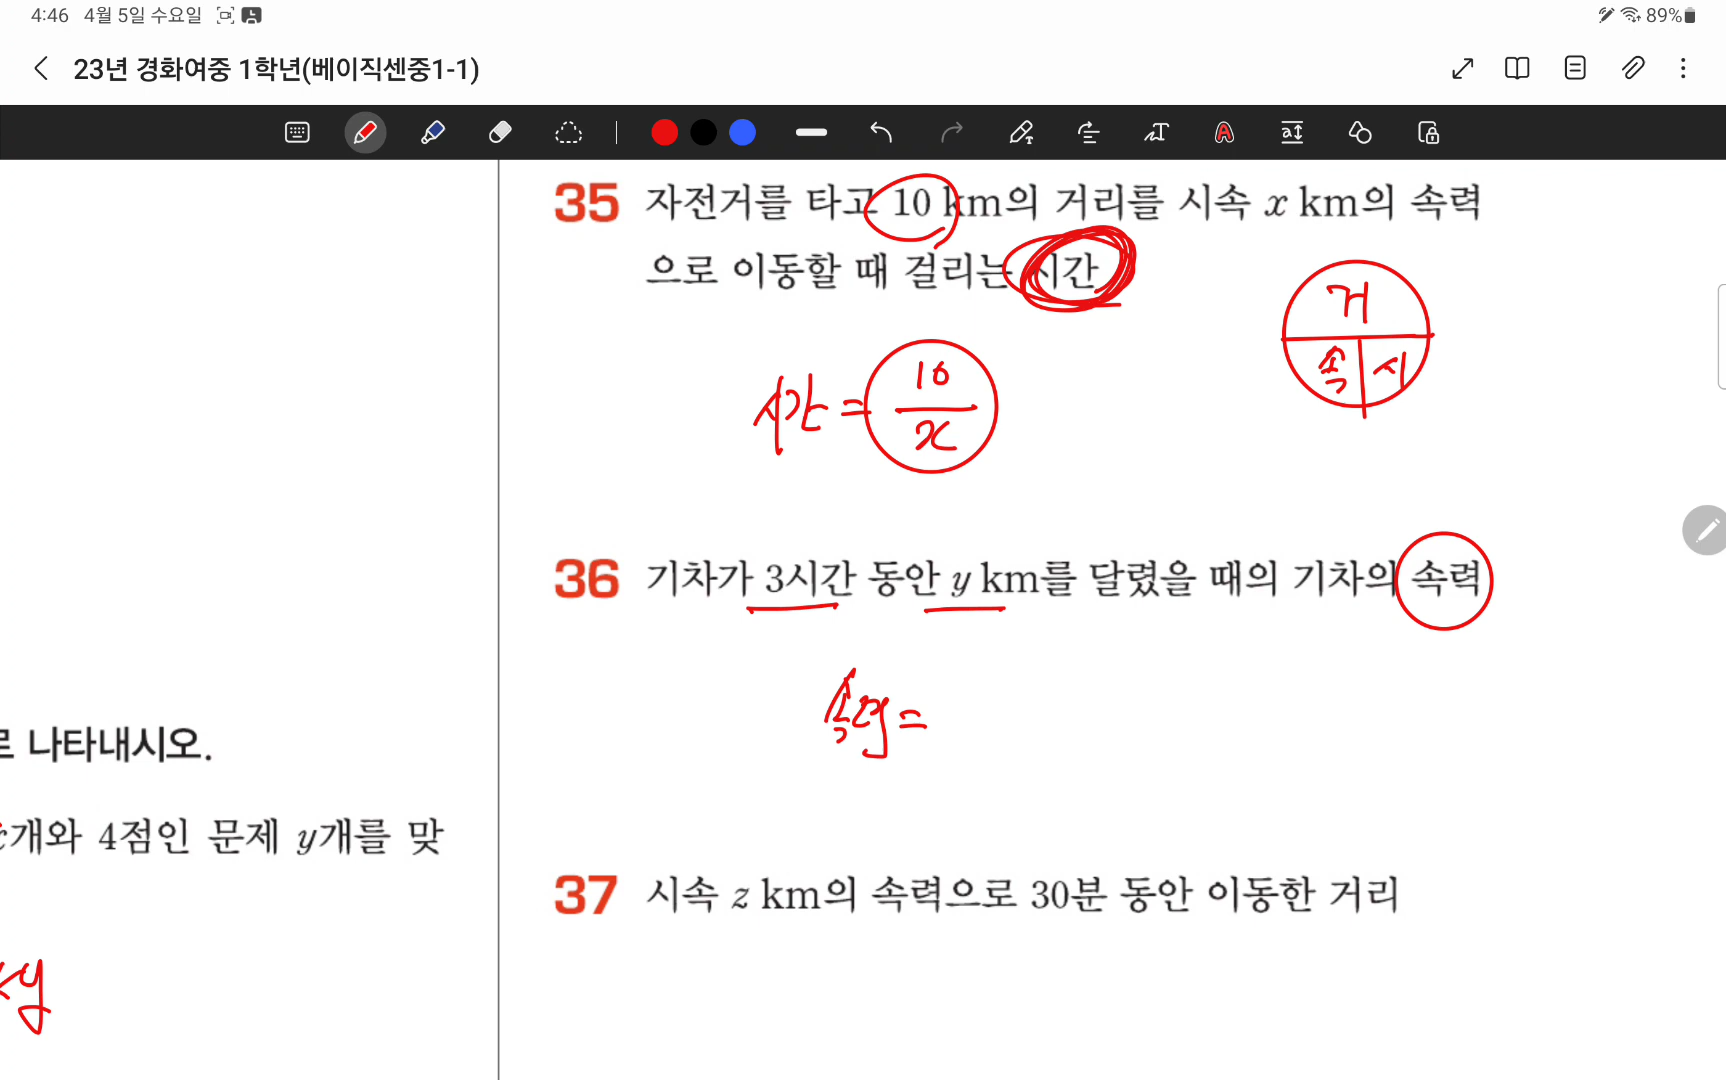 4:46 4월 5일 수요일
89%
23년 경화여중 1학년(베이직센중1-1)
35 자전거를 타고 10 km의 거리를 시속 x km의 속력
으로 이동할 때 걸리는 시간
거
속 시
시간 = 10/x
36 기차가 3시간 동안 y km를 달렸을 때의 기차의 속력
속력 =
로 나타내시오.
x개와 4점인 문제 y개를 맞
y
37 시속 z km의 속력으로 30분 동안 이동한 거리